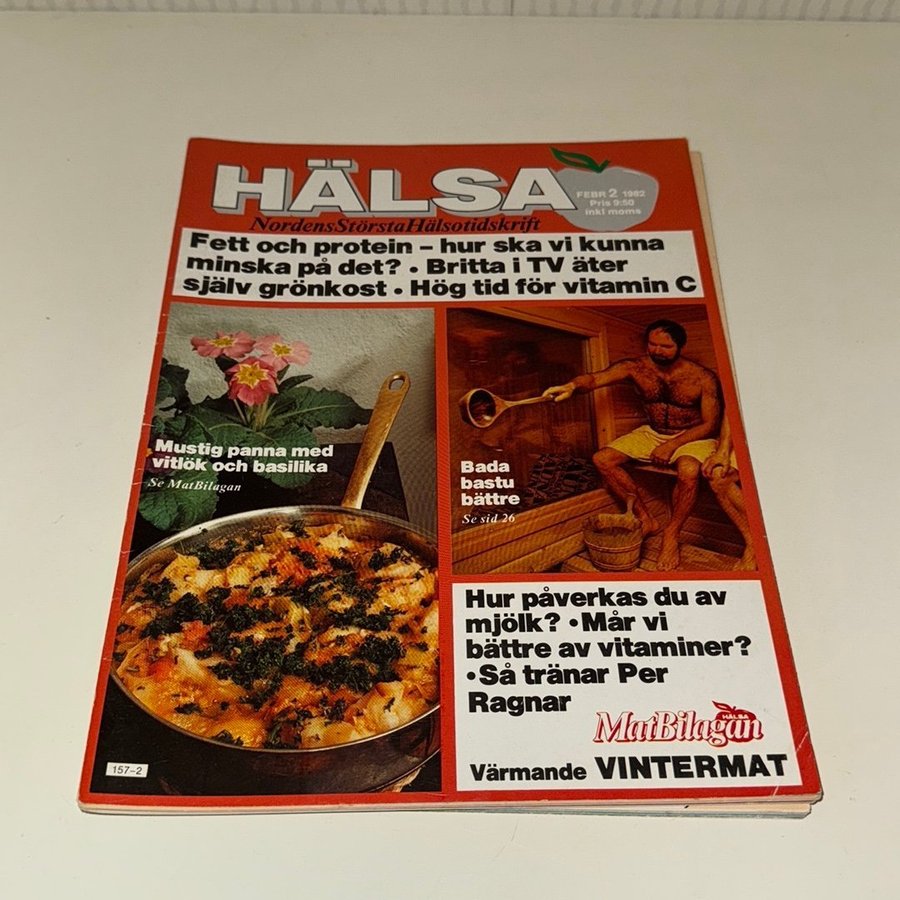 HÄLSA
FEBR 2 1982
Pris 9:50
inkl moms
Nordens Största Hälsotidskrift
Fett och protein – hur ska vi kunna
minska på det? • Britta i TV äter
själv grönkost • Hög tid för vitamin C
Mustig panna med
vitlök och basilika
Se MatBilagan
Bada
bastu
bättre
Se sid 26
Hur påverkas du av
mjölk? • Mår vi
bättre av vitaminer?
• Så tränar Per
Ragnar
HÄLSA
MatBilagan
Värmande VINTERMAT
157-2